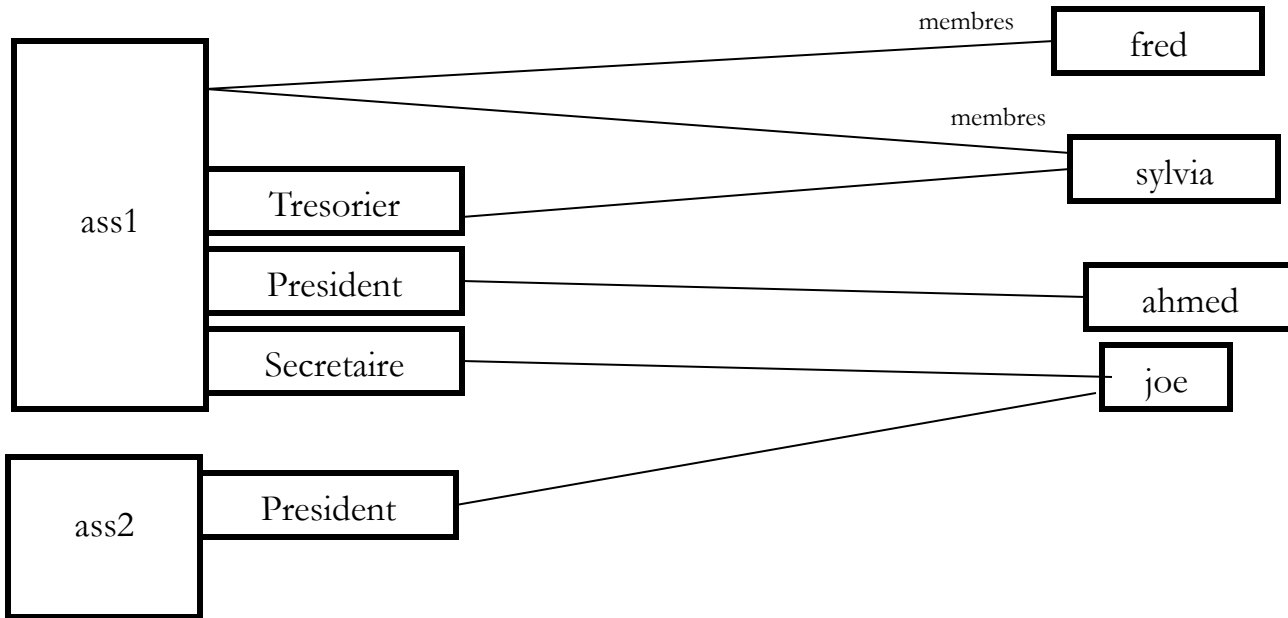 membres
fred
membres
sylvia
Tresorier
ass1
President
ahmed
Secretaire
joe
President
ass2